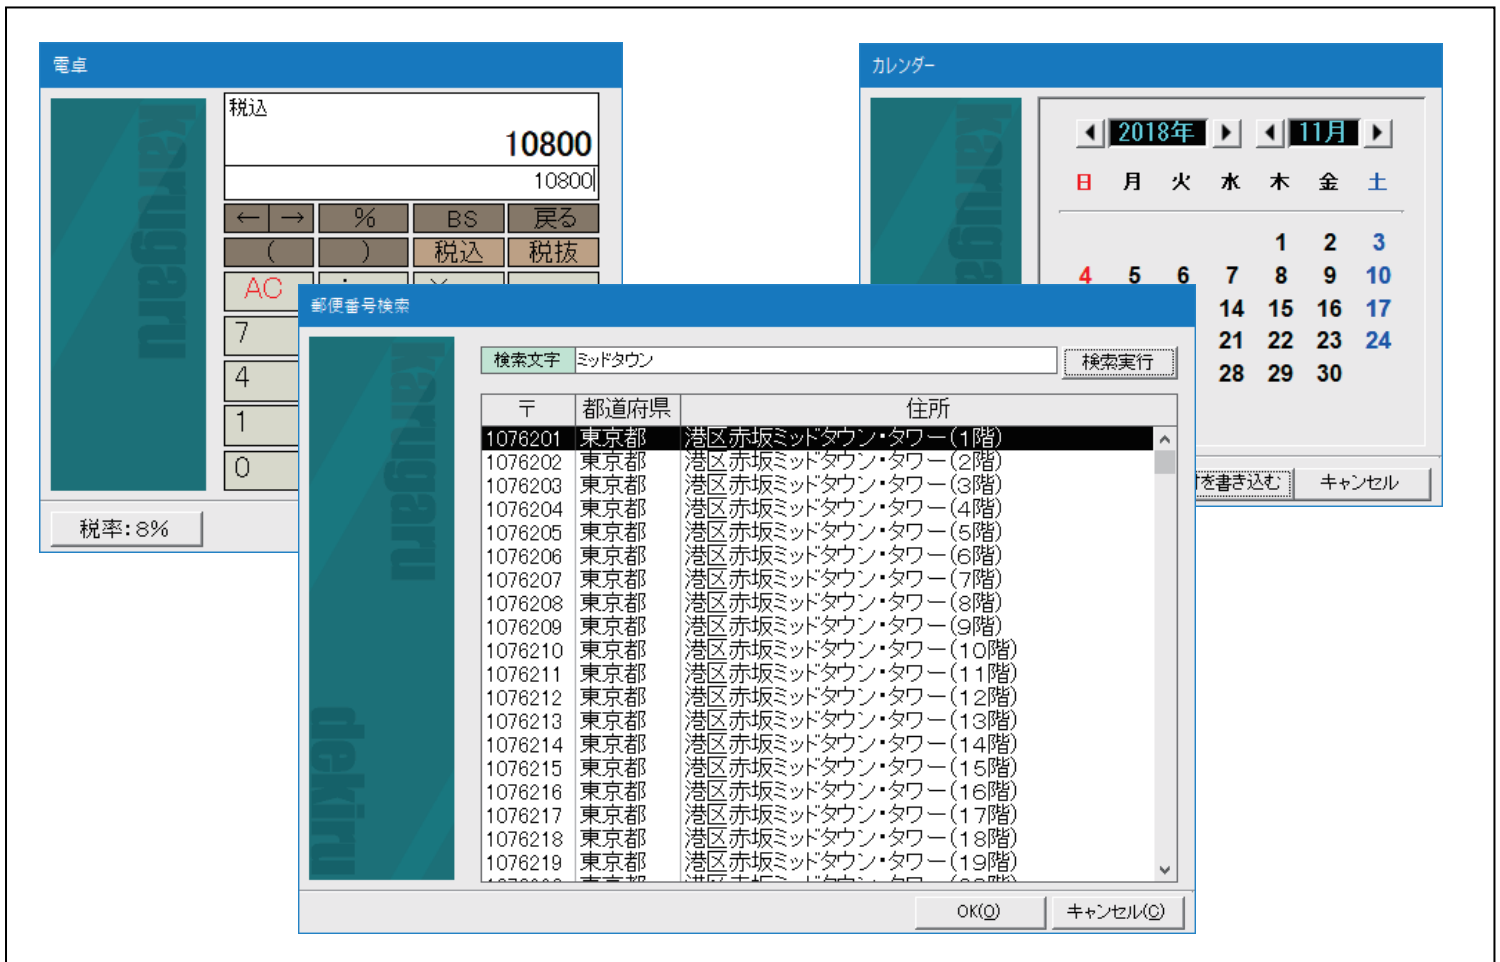 電卓
税込
10800
10800
← → % BS 戻る
( ) 税込 税抜
AC
7
4
1
0
税率:8%
karugaru
カレンダー
2018年 11月
日 月 火 水 木 金 土
1 2 3
4 5 6 7 8 9 10
14 15 16 17
21 22 23 24
28 29 30
karugaru
を書き込む キャンセル
郵便番号検索
karugaru
dekiru
検索文字 ミッドタウン 検索実行
〒 都道府県 住所
1076201 東京都 港区赤坂ミッドタウン・タワー(1階)
1076202 東京都 港区赤坂ミッドタウン・タワー(2階)
1076203 東京都 港区赤坂ミッドタウン・タワー(3階)
1076204 東京都 港区赤坂ミッドタウン・タワー(4階)
1076205 東京都 港区赤坂ミッドタウン・タワー(5階)
1076206 東京都 港区赤坂ミッドタウン・タワー(6階)
1076207 東京都 港区赤坂ミッドタウン・タワー(7階)
1076208 東京都 港区赤坂ミッドタウン・タワー(8階)
1076209 東京都 港区赤坂ミッドタウン・タワー(9階)
1076210 東京都 港区赤坂ミッドタウン・タワー(10階)
1076211 東京都 港区赤坂ミッドタウン・タワー(11階)
1076212 東京都 港区赤坂ミッドタウン・タワー(12階)
1076213 東京都 港区赤坂ミッドタウン・タワー(13階)
1076214 東京都 港区赤坂ミッドタウン・タワー(14階)
1076215 東京都 港区赤坂ミッドタウン・タワー(15階)
1076216 東京都 港区赤坂ミッドタウン・タワー(16階)
1076217 東京都 港区赤坂ミッドタウン・タワー(17階)
1076218 東京都 港区赤坂ミッドタウン・タワー(18階)
1076219 東京都 港区赤坂ミッドタウン・タワー(19階)
OK(O) キャンセル(C)